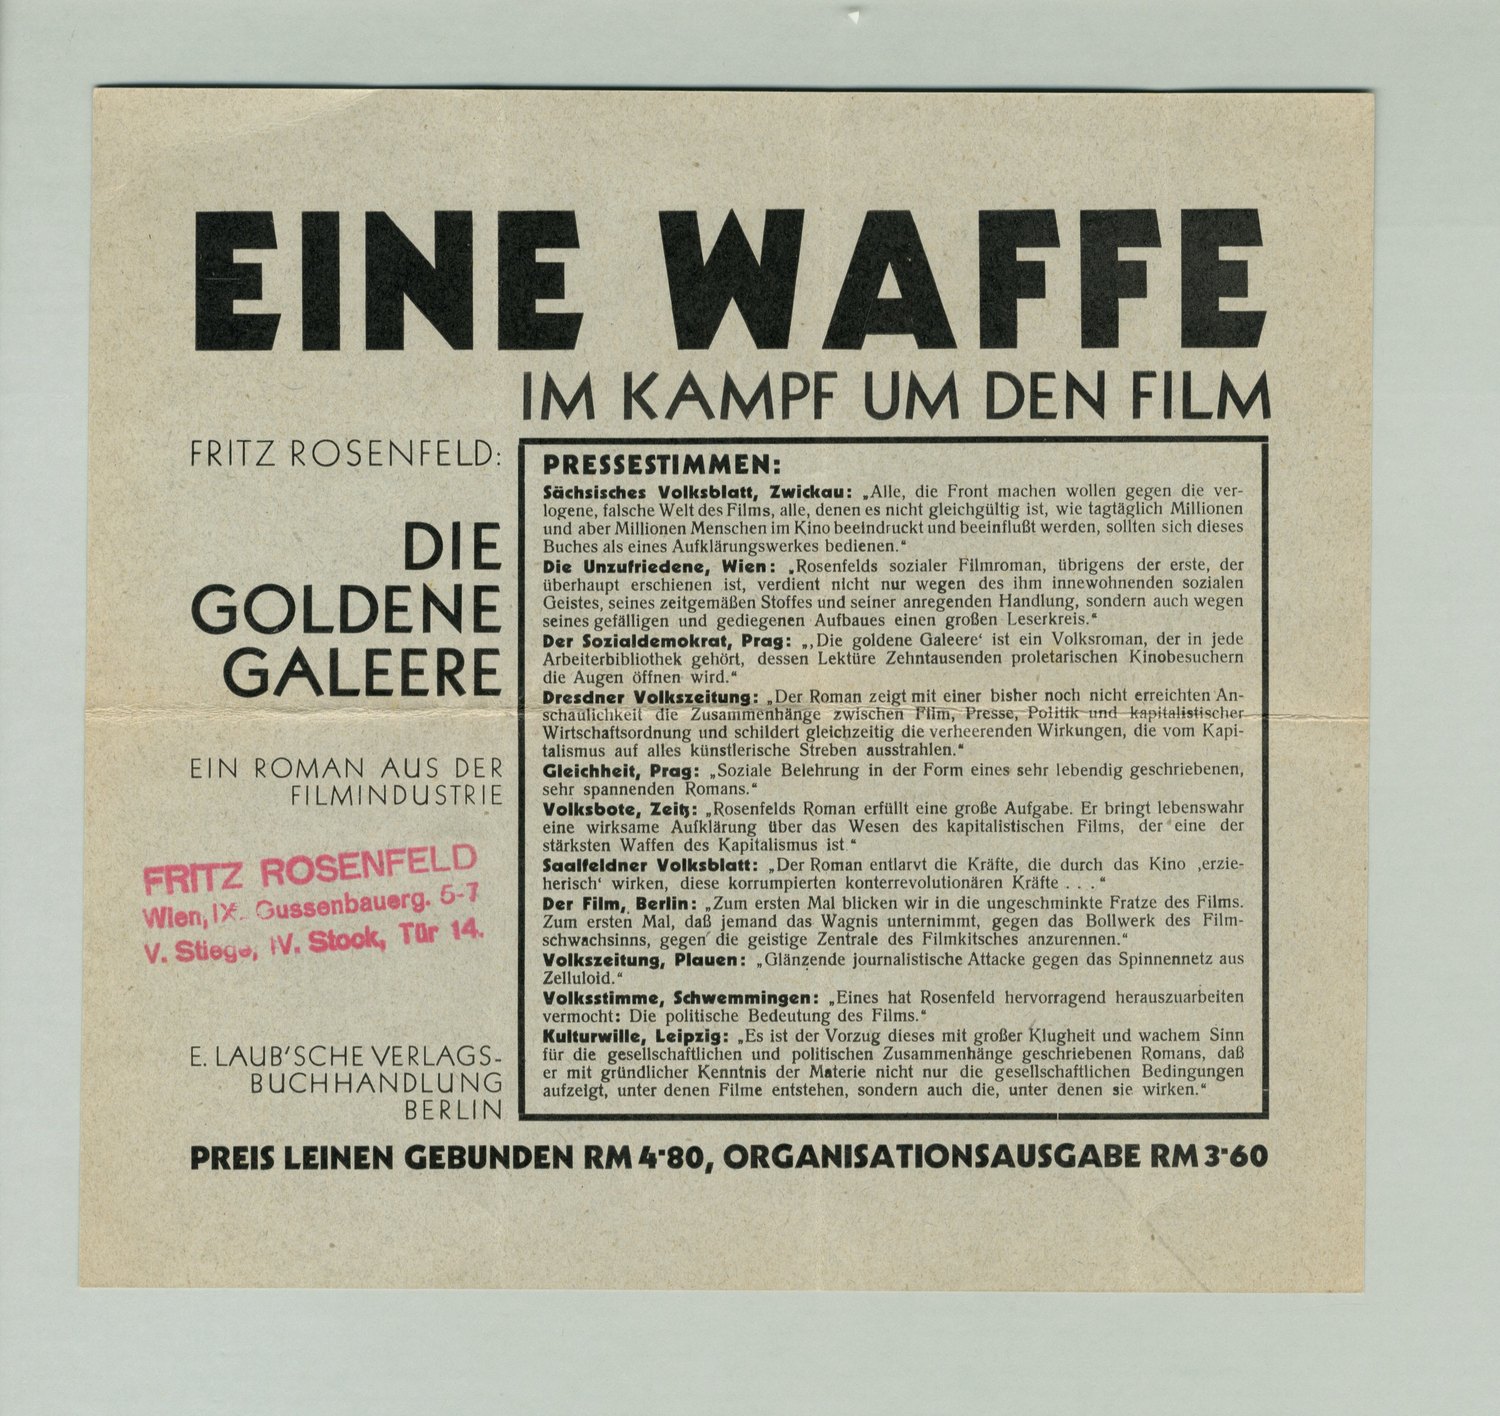 EINE WAFFE
IM KAMPF UM DEN FILM
FRITZ ROSENFELD:
DIE
GOLDENE
GALEERE
EIN ROMAN AUS DER
FILMINDUSTRIE
FRITZ ROSENFELD
Wien, IX. Gussenbauerg. 5-7
V. Stiege, IV. Stock, Tür 14.
E. LAUB'SCHE VERLAGS-
BUCHHANDLUNG
BERLIN
PRESSESTIMMEN:
Sächsisches Volksblatt, Zwickau: „Alle, die Front machen wollen gegen die ver-
logene, falsche Welt des Films, alle, denen es nicht gleichgültig ist, wie tagtäglich Millionen
und aber Millionen Menschen im Kino beeindruckt und beeinflußt werden, sollten sich dieses
Buches als eines Aufklärungswerkes bedienen.“
Die Unzufriedene, Wien: „Rosenfelds sozialer Filmroman, übrigens der erste, der
überhaupt erschienen ist, verdient nicht nur wegen des ihm innewohnenden sozialen
Geistes, seines zeitgemäßen Stoffes und seiner anregenden Handlung, sondern auch wegen
seines gefälligen und gediegenen Aufbaues einen großen Leserkreis.“
Der Sozialdemokrat, Prag: „‚Die goldene Galeere‘ ist ein Volksroman, der in jede
Arbeiterbibliothek gehört, dessen Lektüre Zehntausenden proletarischen Kinobesuchern
die Augen öffnen wird.“
Dresdner Volkszeitung: „Der Roman zeigt mit einer bisher noch nicht erreichten An-
schaulichkeit die Zusammenhänge zwischen Film, Presse, Politik und kapitalistischer
Wirtschaftsordnung und schildert gleichzeitig die verheerenden Wirkungen, die vom Kapi-
talismus auf alles künstlerische Streben ausstrahlen.“
Gleichheit, Prag: „Soziale Belehrung in der Form eines sehr lebendig geschriebenen,
sehr spannenden Romans.“
Volksbote, Zeitz: „Rosenfelds Roman erfüllt eine große Aufgabe. Er bringt lebenswahr
eine wirksame Aufklärung über das Wesen des kapitalistischen Films, der eine der
stärksten Waffen des Kapitalismus ist “
Saalfeldner Volksblatt: „Der Roman entlarvt die Kräfte, die durch das Kino ‚erzie-
herisch‘ wirken, diese korrumpierten konterrevolutionären Kräfte . . .“
Der Film, Berlin: „Zum ersten Mal blicken wir in die ungeschminkte Fratze des Films.
Zum ersten Mal, daß jemand das Wagnis unternimmt, gegen das Bollwerk des Film-
schwachsinns, gegen die geistige Zentrale des Filmkitsches anzurennen.“
Volkszeitung, Plauen: „Glänzende journalistische Attacke gegen das Spinnennetz aus
Zelluloid.“
Volksstimme, Schwemmingen: „Eines hat Rosenfeld hervorragend herauszuarbeiten
vermocht: Die politische Bedeutung des Films.“
Kulturwille, Leipzig: „Es ist der Vorzug dieses mit großer Klugheit und wachem Sinn
für die gesellschaftlichen und politischen Zusammenhänge geschriebenen Romans, daß
er mit gründlicher Kenntnis der Materie nicht nur die gesellschaftlichen Bedingungen
aufzeigt, unter denen Filme entstehen, sondern auch die, unter denen sie wirken.“
PREIS LEINEN GEBUNDEN RM 4·80, ORGANISATIONSAUSGABE RM 3·60